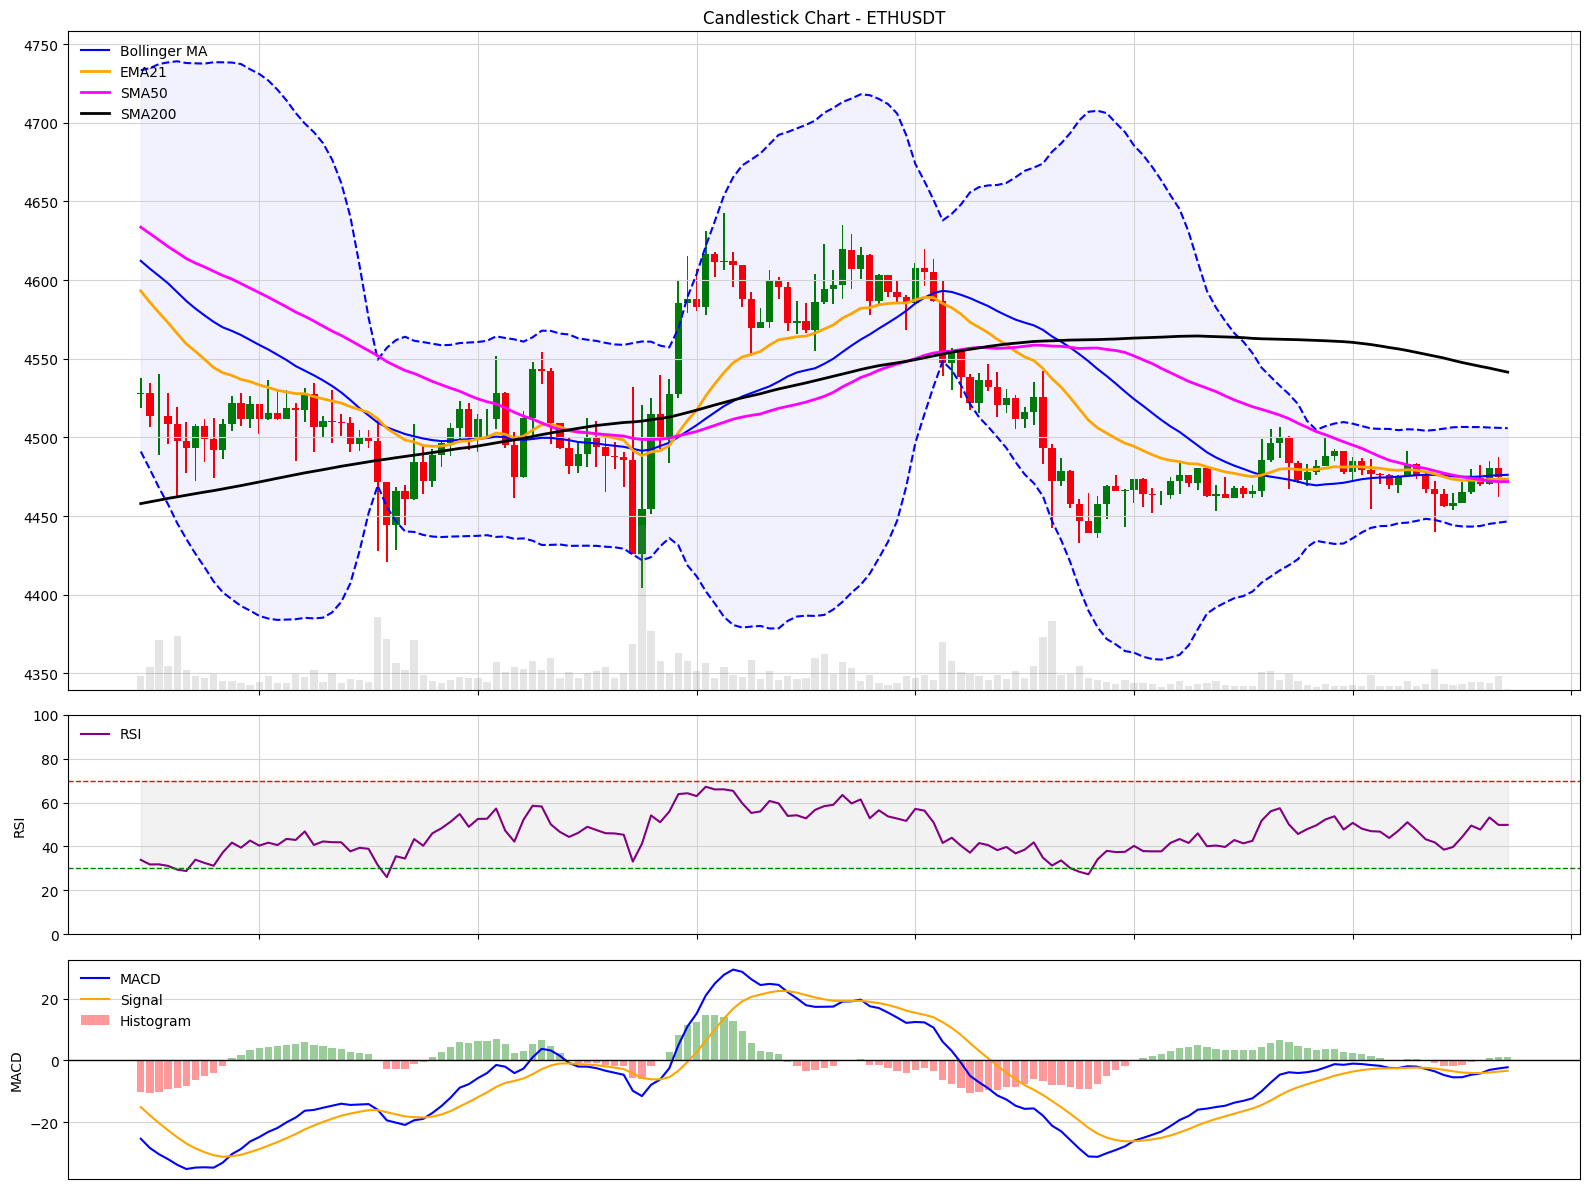 Candlestick Chart - ETHUSDT
Bollinger MA
EMA21
SMA50
SMA200
4750
4700
4650
4600
4550
4500
4450
4400
4350
RSI
RSI
100
80
60
40
20
0
MACD
Signal
Histogram
MACD
20
0
−20